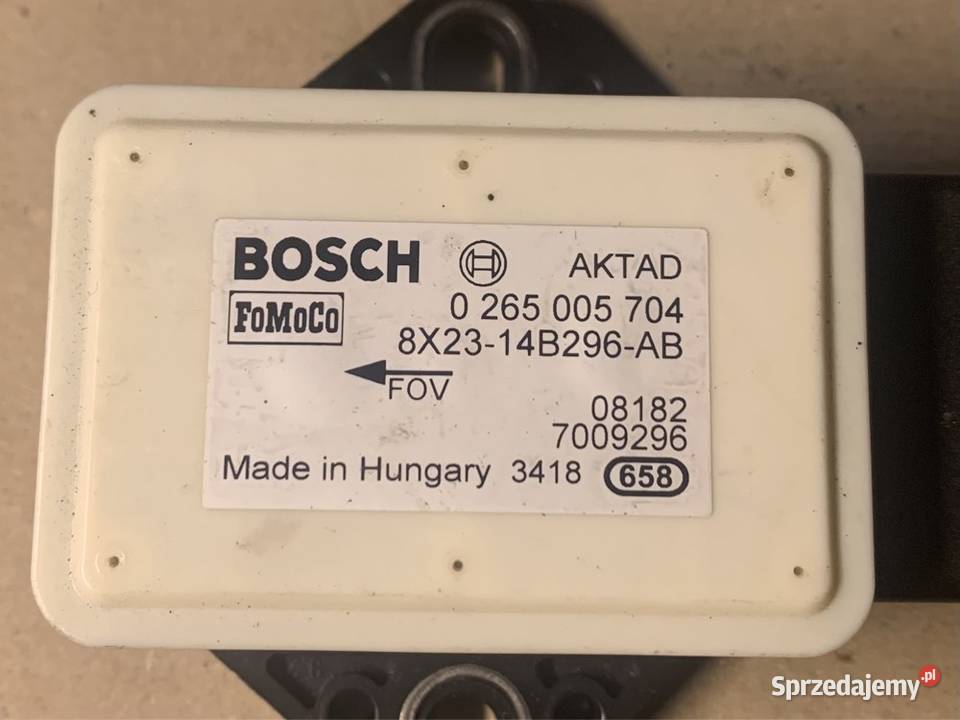 BOSCH AKTAD
0 265 005 704
FoMoCo
8X23-14B296-AB
FOV
08182
7009296
Made in Hungary 3418 658
Sprzedajemy.pl